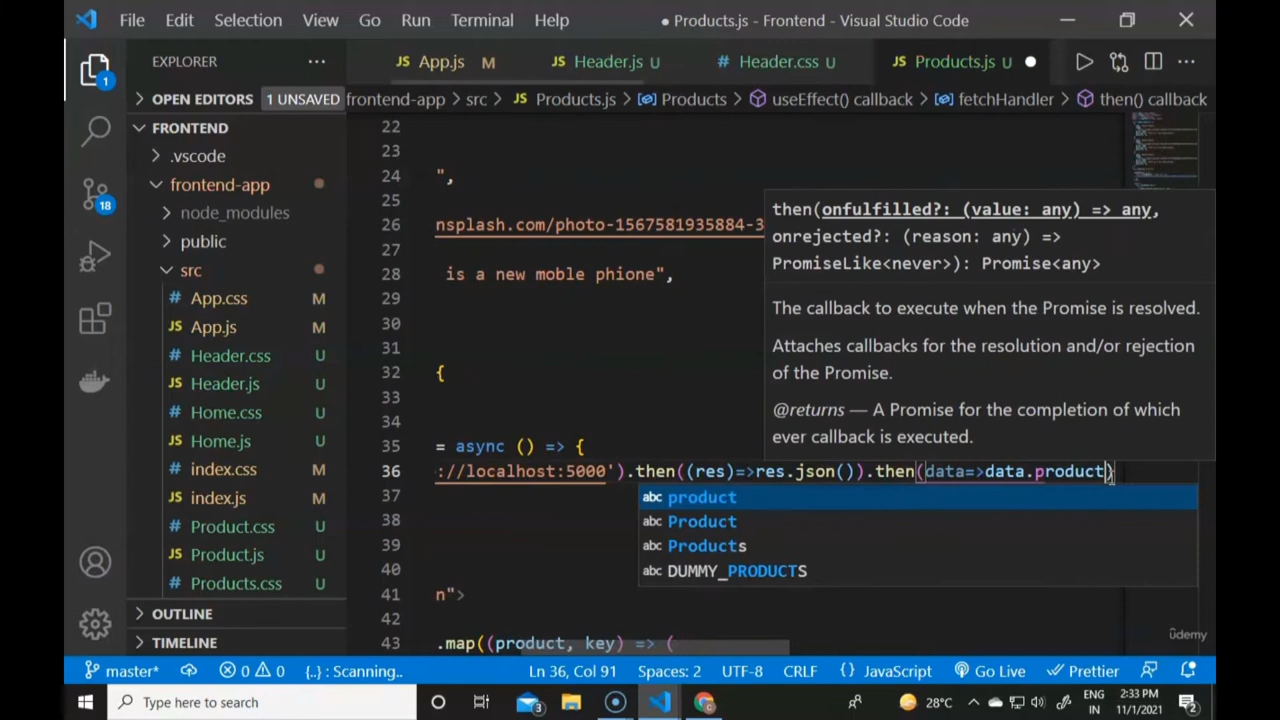 File Edit Selection View Go Run Terminal Help
● Products.js - Frontend - Visual Studio Code
EXPLORER
JS App.js M
JS Header.js U
# Header.css U
JS Products.js U
OPEN EDITORS 1 UNSAVED
frontend-app > src > JS Products.js > Products > useEffect() callback > fetchHandler > then() callback
FRONTEND
.vscode
frontend-app
node_modules
public
src
# App.css M
JS App.js M
# Header.css U
JS Header.js U
# Home.css U
JS Home.js U
# index.css M
JS index.js M
# Product.css U
JS Product.js U
# Products.css U
OUTLINE
TIMELINE
22
23
24 ",
25
26 nsplash.com/photo-1567581935884-3
27
28 is a new moble phione",
29
30
31
32 {
33
34
35 = async () => {
36 ://localhost:5000').then((res)=>res.json()).then(data=>data.product)
37
38
39
40
41 n">
42
43 .map((product, key) => (
then(onfulfilled?: (value: any) => any,
onrejected?: (reason: any) =>
PromiseLike<never>): Promise<any>
The callback to execute when the Promise is resolved.
Attaches callbacks for the resolution and/or rejection
of the Promise.
@returns — A Promise for the completion of which
ever callback is executed.
abc product
abc Product
abc Products
abc DUMMY_PRODUCTS
udemy
1
18
master* 0 0 {..} : Scanning.. Ln 36, Col 91 Spaces: 2 UTF-8 CRLF {} JavaScript Go Live Prettier
Type here to search
3
28°C
ENG
IN
2:33 PM
11/1/2021
2